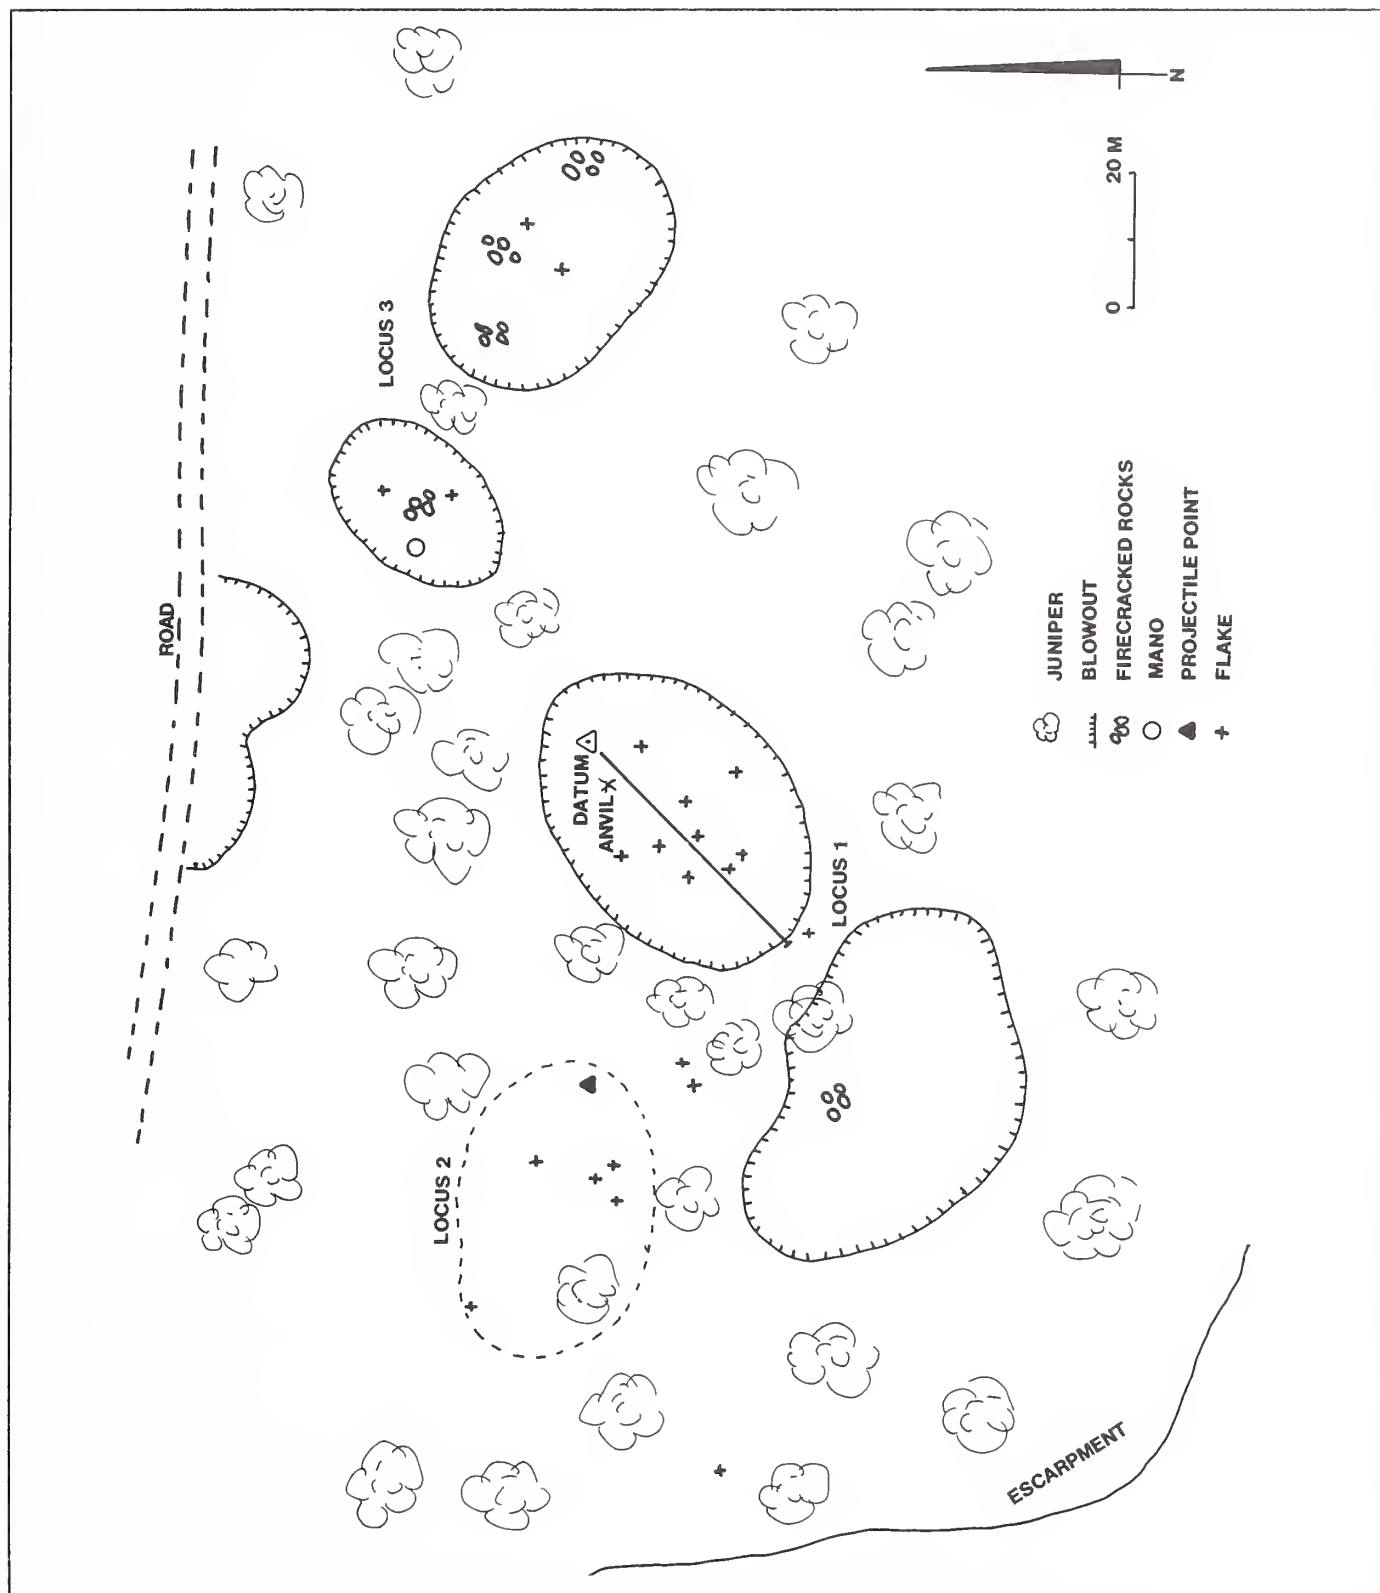 ROAD
LOCUS 3
LOCUS 2
DATUM
ANVIL
LOCUS 1
ESCARPMENT
JUNIPER
BLOWOUT
FIRECRACKED ROCKS
MANO
PROJECTILE POINT
FLAKE
0 20 M
N